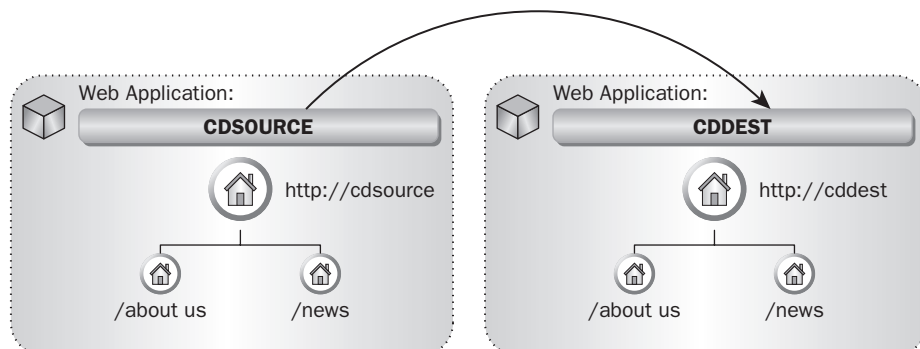 Web Application:
CDSOURCE
http://cdsource
/about us
/news
Web Application:
CDDEST
http://cddest
/about us
/news